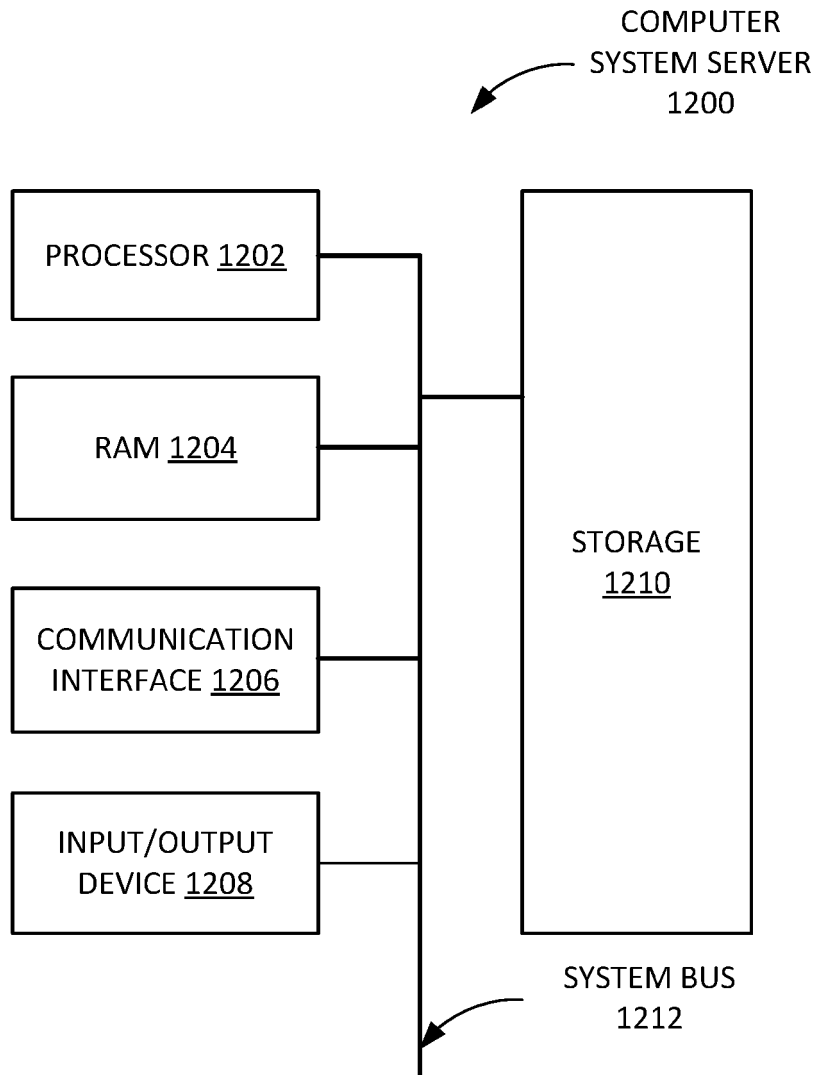 COMPUTER
SYSTEM SERVER
1200
PROCESSOR 1202
RAM 1204
COMMUNICATION
INTERFACE 1206
INPUT/OUTPUT
DEVICE 1208
STORAGE
1210
SYSTEM BUS
1212